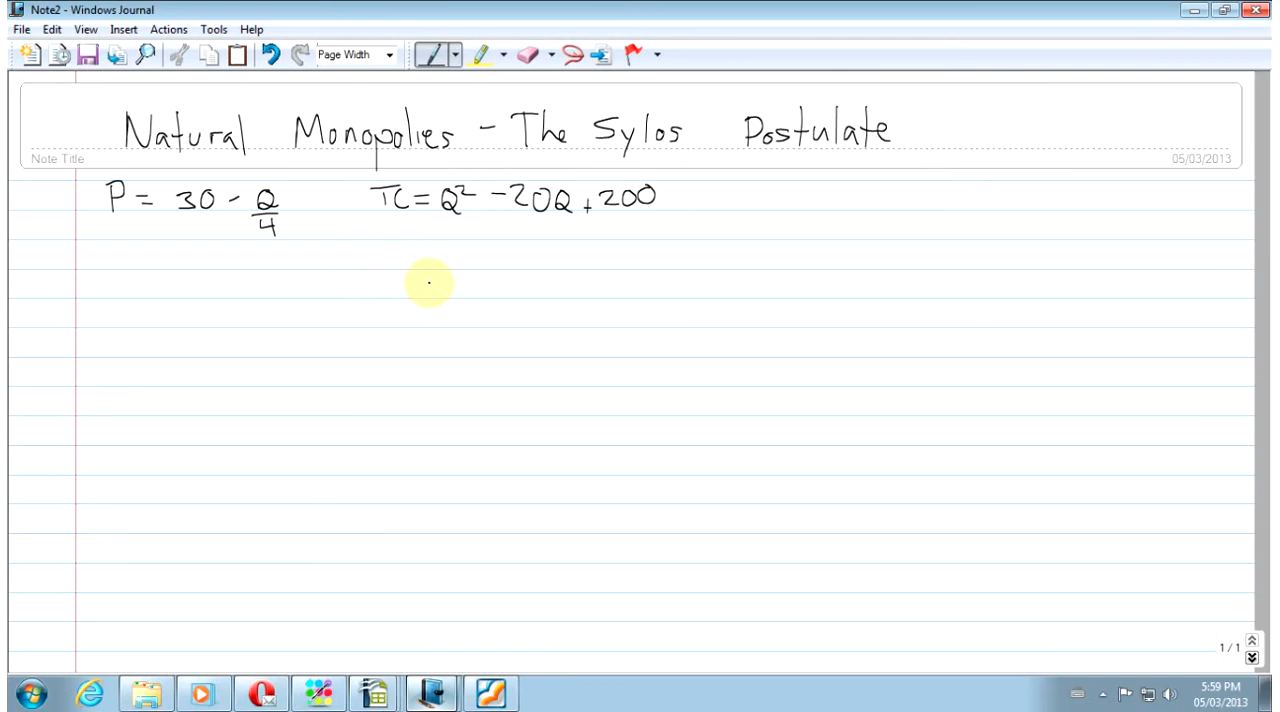 Note2 - Windows Journal
File Edit View Insert Actions Tools Help
Page Width
Natural Monopolies - The Sylos Postulate
Note Title
05/03/2013
P = 30 - Q/4 TC = Q² - 20Q + 200
1 / 1
5:59 PM
05/03/2013